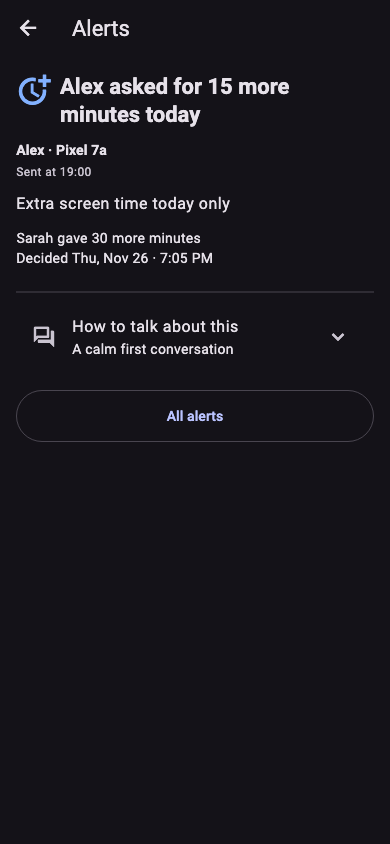 Alerts
Alex asked for 15 more
minutes today
Alex · Pixel 7a
Sent at 19:00
Extra screen time today only
Sarah gave 30 more minutes
Decided Thu, Nov 26 · 7:05 PM
How to talk about this
A calm first conversation
All alerts